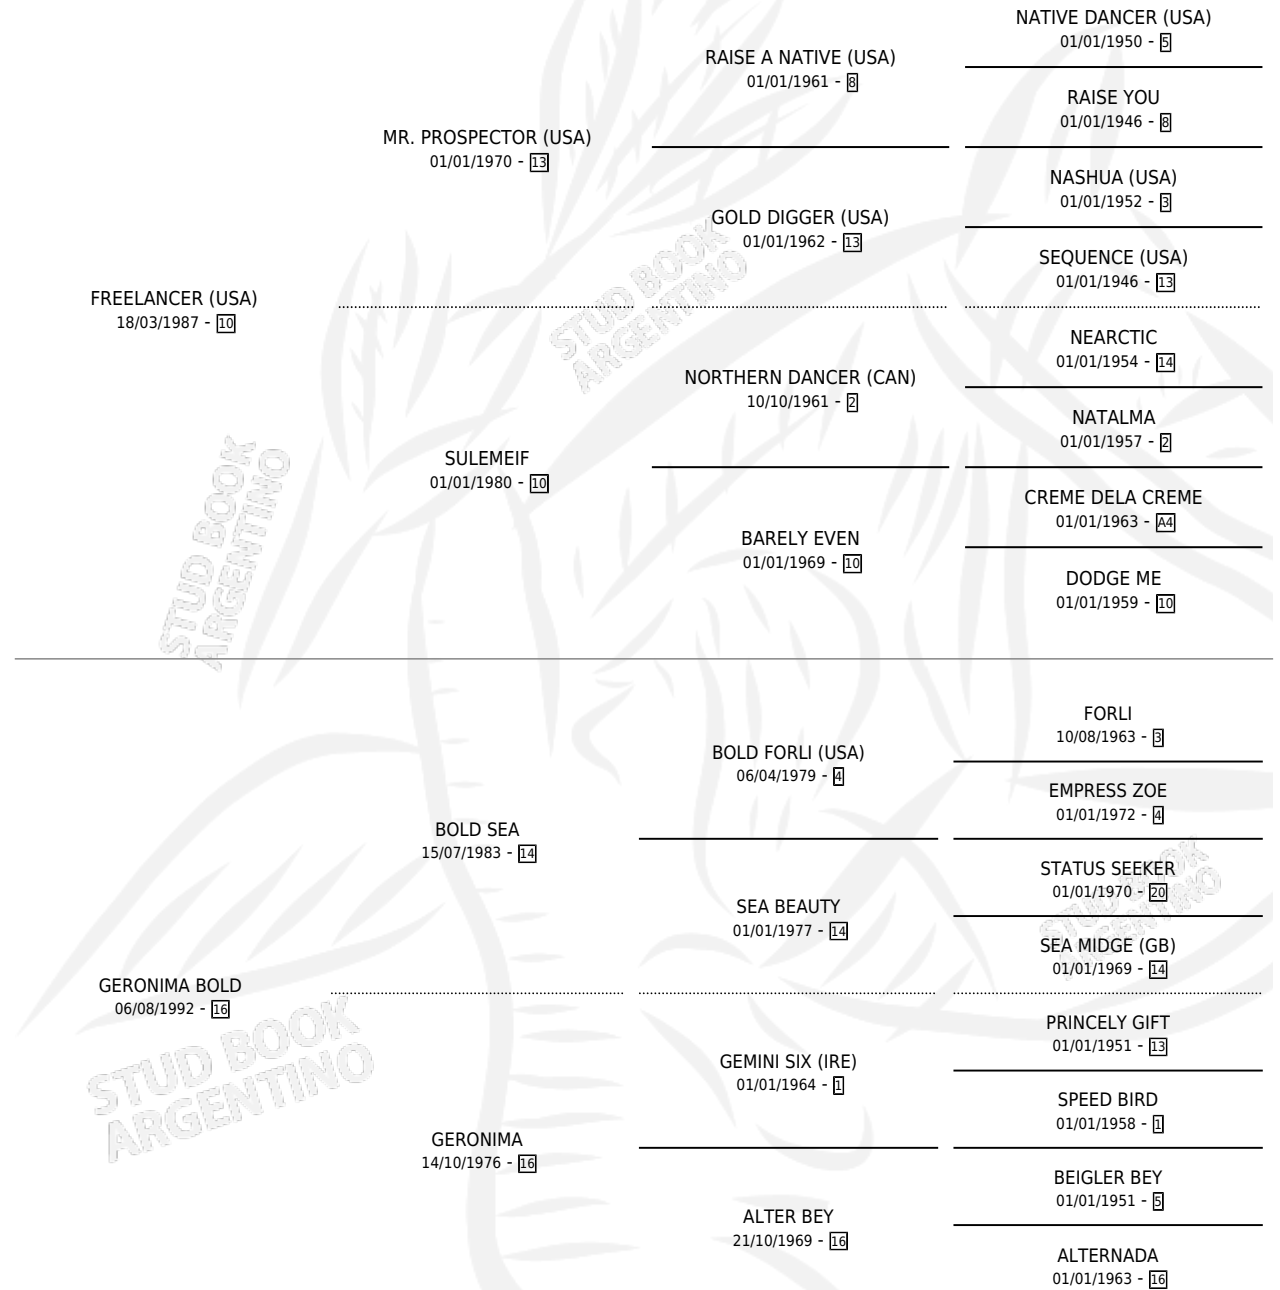 NATIVE DANCER (USA)
01/01/1950 - 5
RAISE A NATIVE (USA)
01/01/1961 - 8
RAISE YOU
01/01/1946 - 8
MR. PROSPECTOR (USA)
01/01/1970 - 13
NASHUA (USA)
01/01/1952 - 3
GOLD DIGGER (USA)
01/01/1962 - 13
SEQUENCE (USA)
01/01/1946 - 13
FREELANCER (USA)
18/03/1987 - 10
NEARCTIC
01/01/1954 - 14
NORTHERN DANCER (CAN)
10/10/1961 - 2
NATALMA
01/01/1957 - 2
SULEMEIF
01/01/1980 - 10
CREME DELA CREME
01/01/1963 - A4
BARELY EVEN
01/01/1969 - 10
DODGE ME
01/01/1959 - 10
FORLI
10/08/1963 - 3
BOLD FORLI (USA)
06/04/1979 - 4
EMPRESS ZOE
01/01/1972 - 4
BOLD SEA
15/07/1983 - 14
STATUS SEEKER
01/01/1970 - 20
SEA BEAUTY
01/01/1977 - 14
SEA MIDGE (GB)
01/01/1969 - 14
GERONIMA BOLD
06/08/1992 - 16
PRINCELY GIFT
01/01/1951 - 13
GEMINI SIX (IRE)
01/01/1964 - 1
SPEED BIRD
01/01/1958 - 1
GERONIMA
14/10/1976 - 16
BEIGLER BEY
01/01/1951 - 5
ALTER BEY
21/10/1969 - 16
ALTERNADA
01/01/1963 - 16
STUD BOOK
ARGENTINO
STUD BOOK
ARGENTINO
STUD BOOK
ARGENTINO
STUD BOOK
ARGENTINO